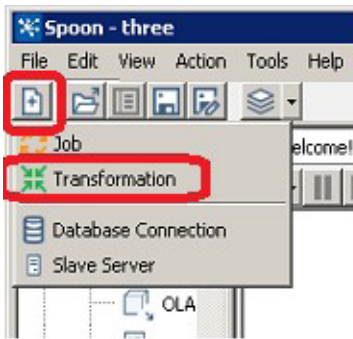 Spoon - three
File Edit View Action Tools Help
Job
elcome!
Transformation
Database Connection
Slave Server
OLA